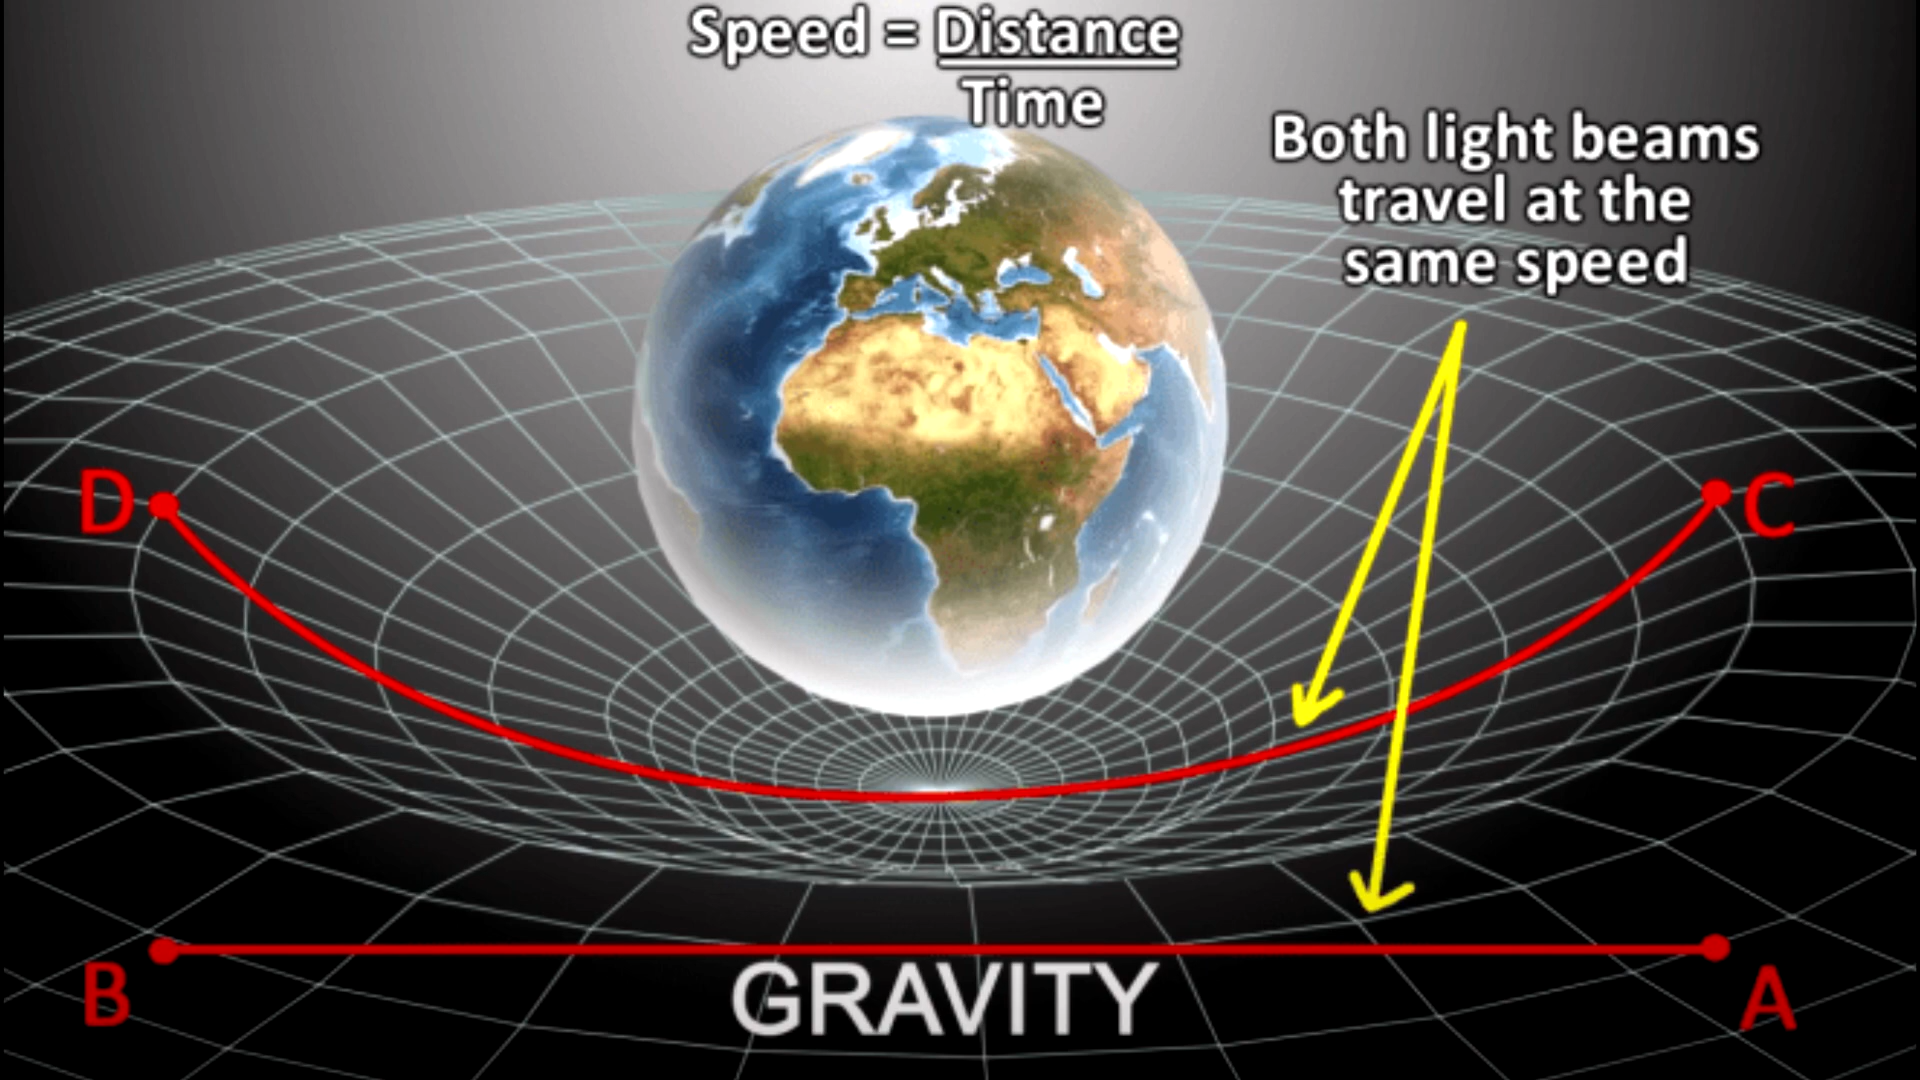 Speed = Distance
Time
Both light beams
travel at the
same speed
D
C
B
A
GRAVITY